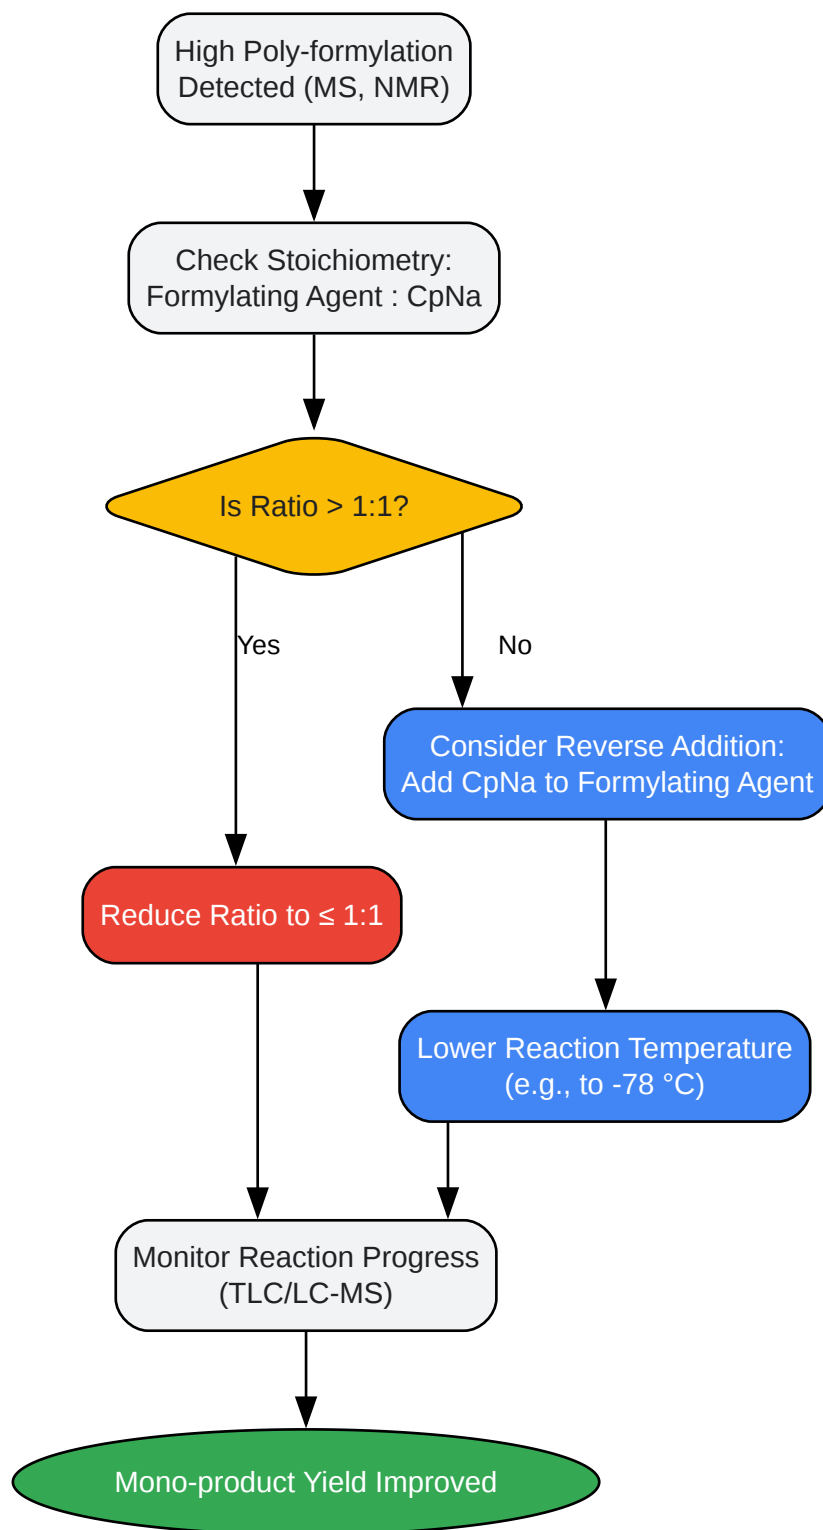 High Poly-formylation
Detected (MS, NMR)
Check Stoichiometry:
Formylating Agent : CpNa
Is Ratio > 1:1?
Yes
No
Consider Reverse Addition:
Add CpNa to Formylating Agent
Reduce Ratio to ≤ 1:1
Lower Reaction Temperature
(e.g., to -78 °C)
Monitor Reaction Progress
(TLC/LC-MS)
Mono-product Yield Improved